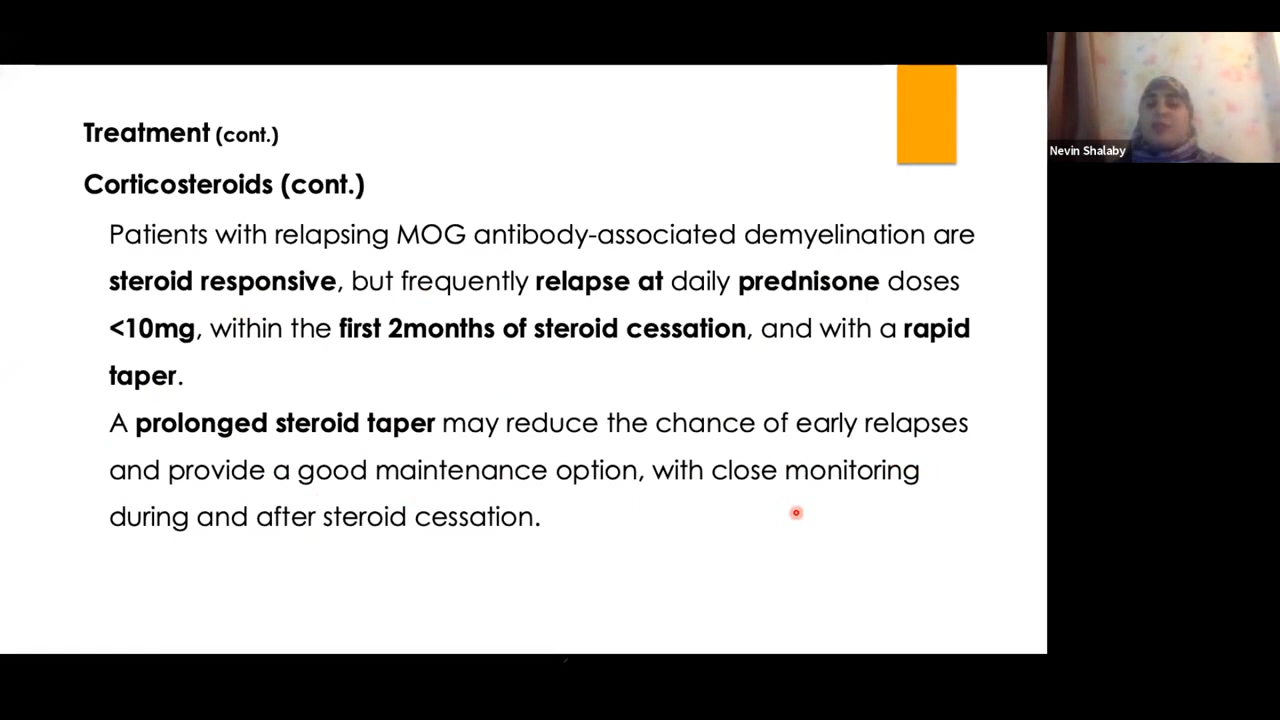 Treatment (cont.)
Corticosteroids (cont.)
Patients with relapsing MOG antibody-associated demyelination are
steroid responsive, but frequently relapse at daily prednisone doses
<10mg, within the first 2months of steroid cessation, and with a rapid
taper.
A prolonged steroid taper may reduce the chance of early relapses
and provide a good maintenance option, with close monitoring
during and after steroid cessation.
Nevin Shalaby